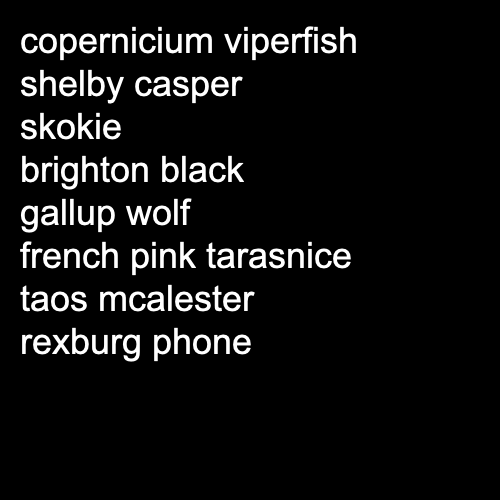 copernicium viperfish
shelby casper
skokie
brighton black
gallup wolf
french pink tarasnice
taos mcalester
rexburg phone